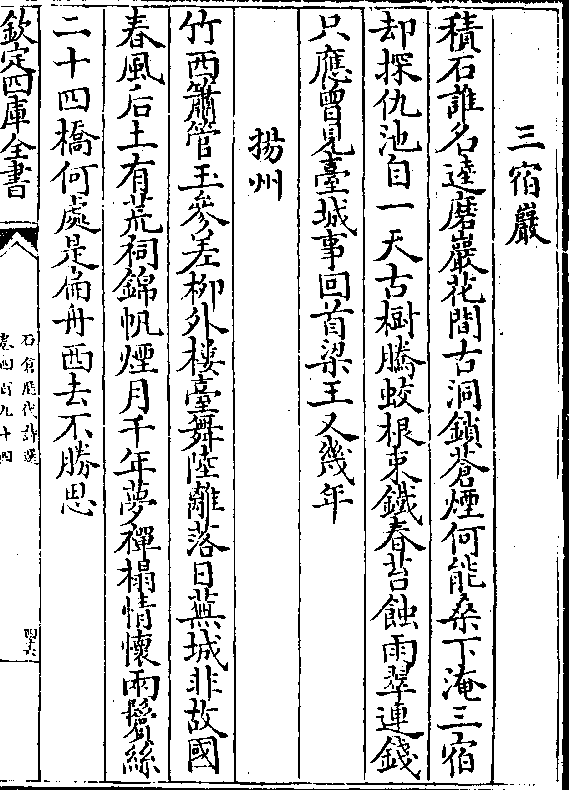 三宿巖
積石誰名達磨巖花間古洞鎖蒼煙何能桑下淹三宿
却探仇池自一天古樹騰蛟根束鐵春苔蝕雨翠連錢
只應曾見臺城事回首梁王又幾年
揚州
竹西簫管玉參差柳外樓臺舞陸離落日蕪城非故國
春風后土有荒祠錦帆煙月千年夢禪榻情懷兩鬢絲
二十四橋何處是扁舟西去不勝思
欽定四庫全書
石倉歷代詩選
卷四百九十四